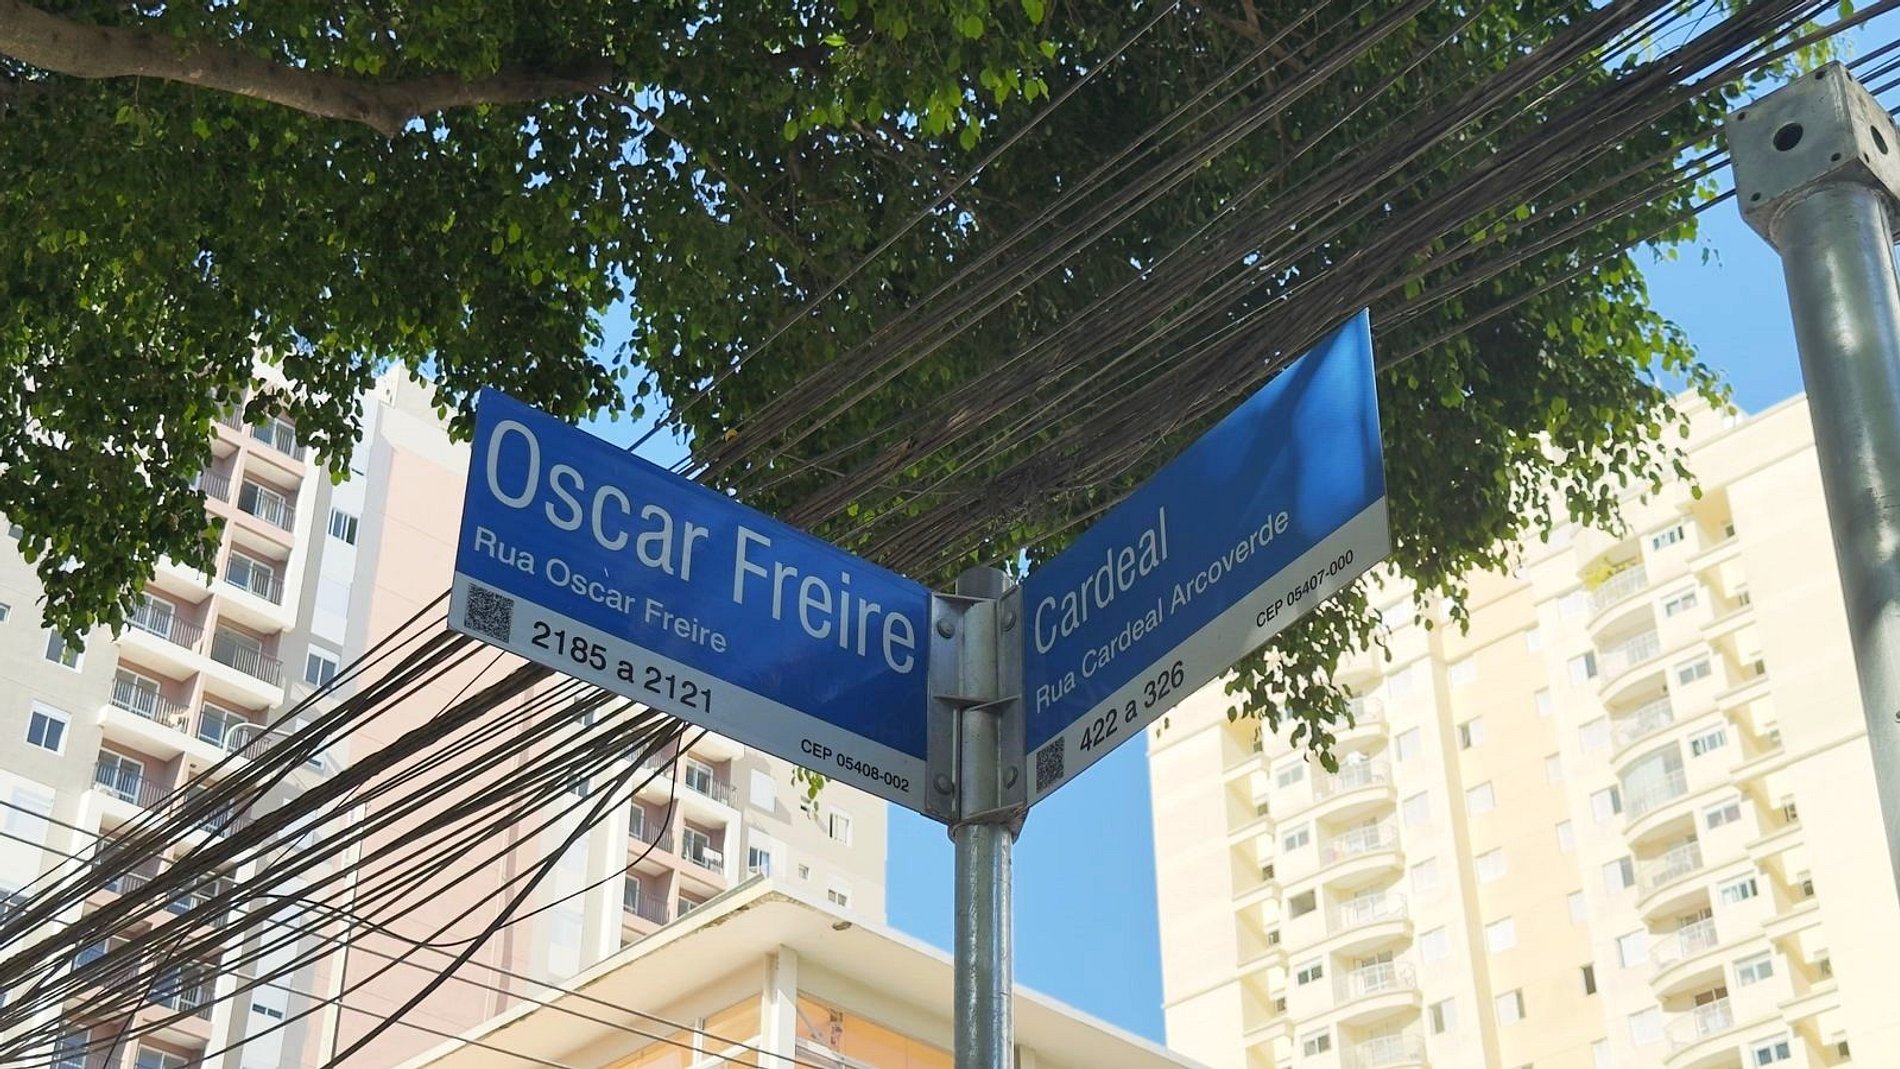 Oscar Freire
Rua Oscar Freire
2185 a 2121
CEP 05408-002
Cardeal
Rua Cardeal Arcoverde
422 a 326
CEP 05407-000